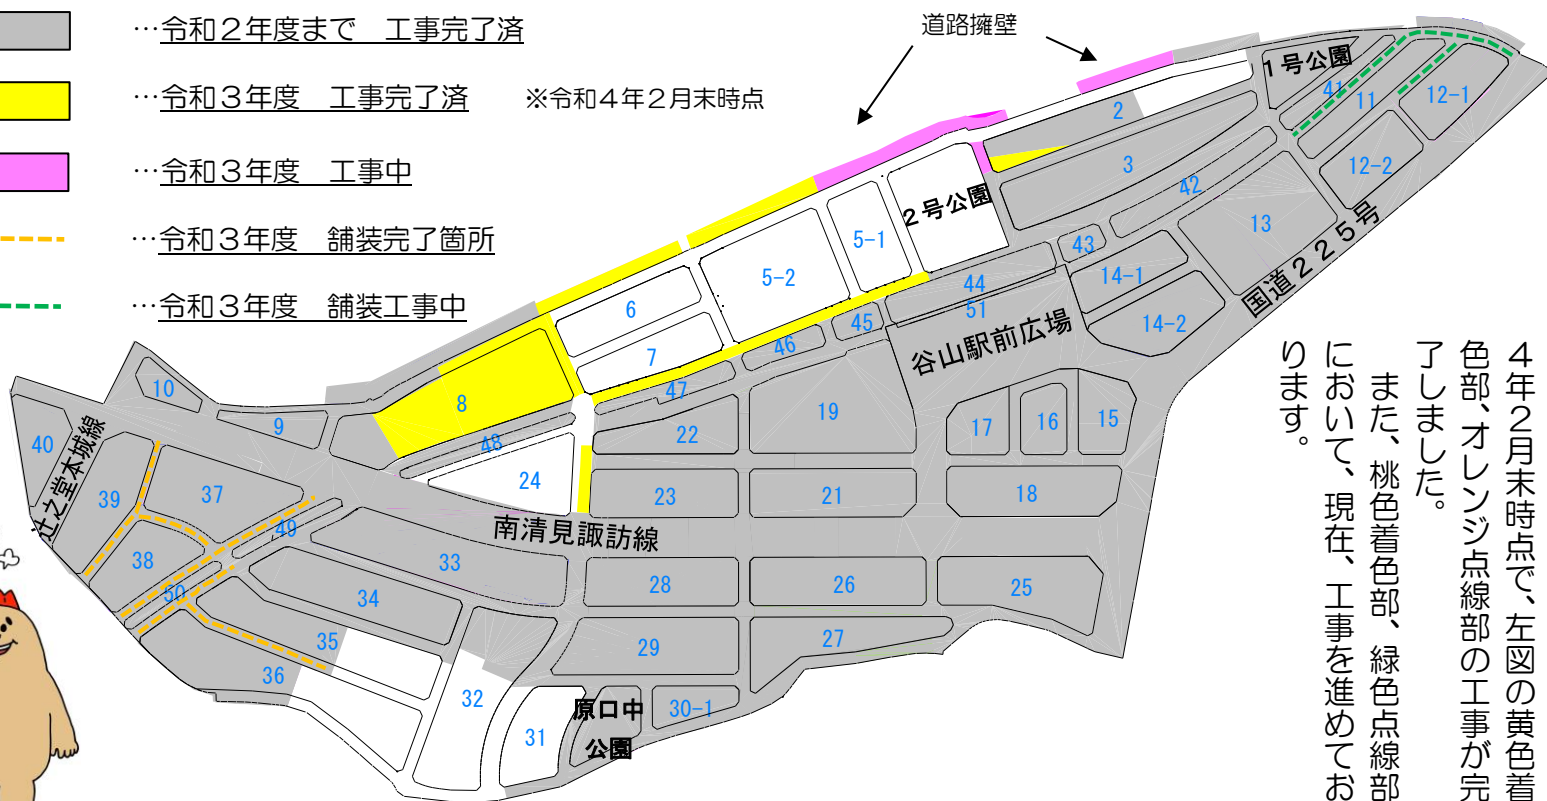 …令和２年度まで　工事完了済
…令和３年度　工事完了済　※令和４年２月末時点
…令和３年度　工事中
…令和３年度　舗装完了箇所
…令和３年度　舗装工事中
道路擁壁
1号公園
41
11
12-1
12-2
2
3
42
13
国道２２５号
2号公園
43
14-1
14-2
5-1
5-2
44
51
谷山駅前広場
6
7
45
46
47
8
48
10
9
40
辻之堂本城線
39
37
38
49
50
24
南清見諏訪線
22
23
19
21
17
16
15
18
33
34
35
36
28
26
25
29
27
32
31
原口中
公園
30-1
４年２月末時点で、左図の黄色着
色部、オレンジ点線部の工事が完
了しました。
また、桃色着色部、緑色点線部
において、現在、工事を進めてお
ります。